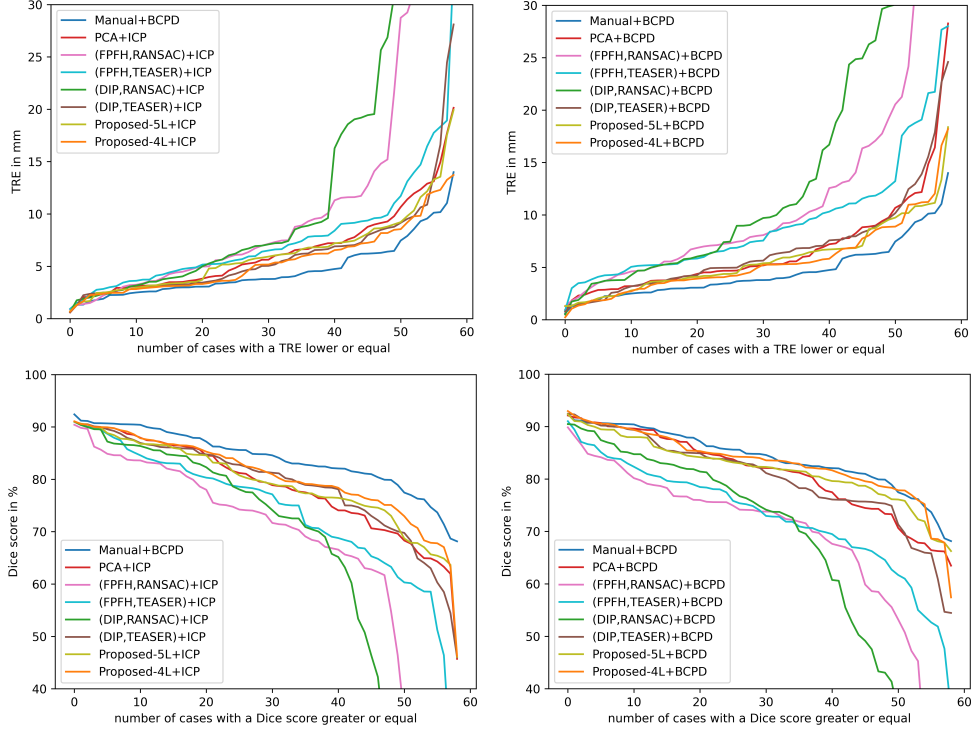 30
25
20
15
10
5
0
TRE in mm
Manual+BCPD
PCA+ICP
(FPFH,RANSAC)+ICP
(FPFH,TEASER)+ICP
(DIP,RANSAC)+ICP
(DIP,TEASER)+ICP
Proposed-5L+ICP
Proposed-4L+ICP
0 10 20 30 40 50 60
number of cases with a TRE lower or equal
30
25
20
15
10
5
0
TRE in mm
Manual+BCPD
PCA+BCPD
(FPFH,RANSAC)+BCPD
(FPFH,TEASER)+BCPD
(DIP,RANSAC)+BCPD
(DIP,TEASER)+BCPD
Proposed-5L+BCPD
Proposed-4L+BCPD
0 10 20 30 40 50 60
number of cases with a TRE lower or equal
100
90
80
70
60
50
40
Dice score in %
Manual+BCPD
PCA+ICP
(FPFH,RANSAC)+ICP
(FPFH,TEASER)+ICP
(DIP,RANSAC)+ICP
(DIP,TEASER)+ICP
Proposed-5L+ICP
Proposed-4L+ICP
0 10 20 30 40 50 60
number of cases with a Dice score greater or equal
100
90
80
70
60
50
40
Dice score in %
Manual+BCPD
PCA+BCPD
(FPFH,RANSAC)+BCPD
(FPFH,TEASER)+BCPD
(DIP,RANSAC)+BCPD
(DIP,TEASER)+BCPD
Proposed-5L+BCPD
Proposed-4L+BCPD
0 10 20 30 40 50 60
number of cases with a Dice score greater or equal